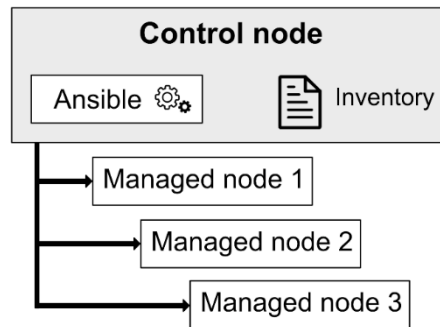 Control node
Ansible
Inventory
Managed node 1
Managed node 2
Managed node 3